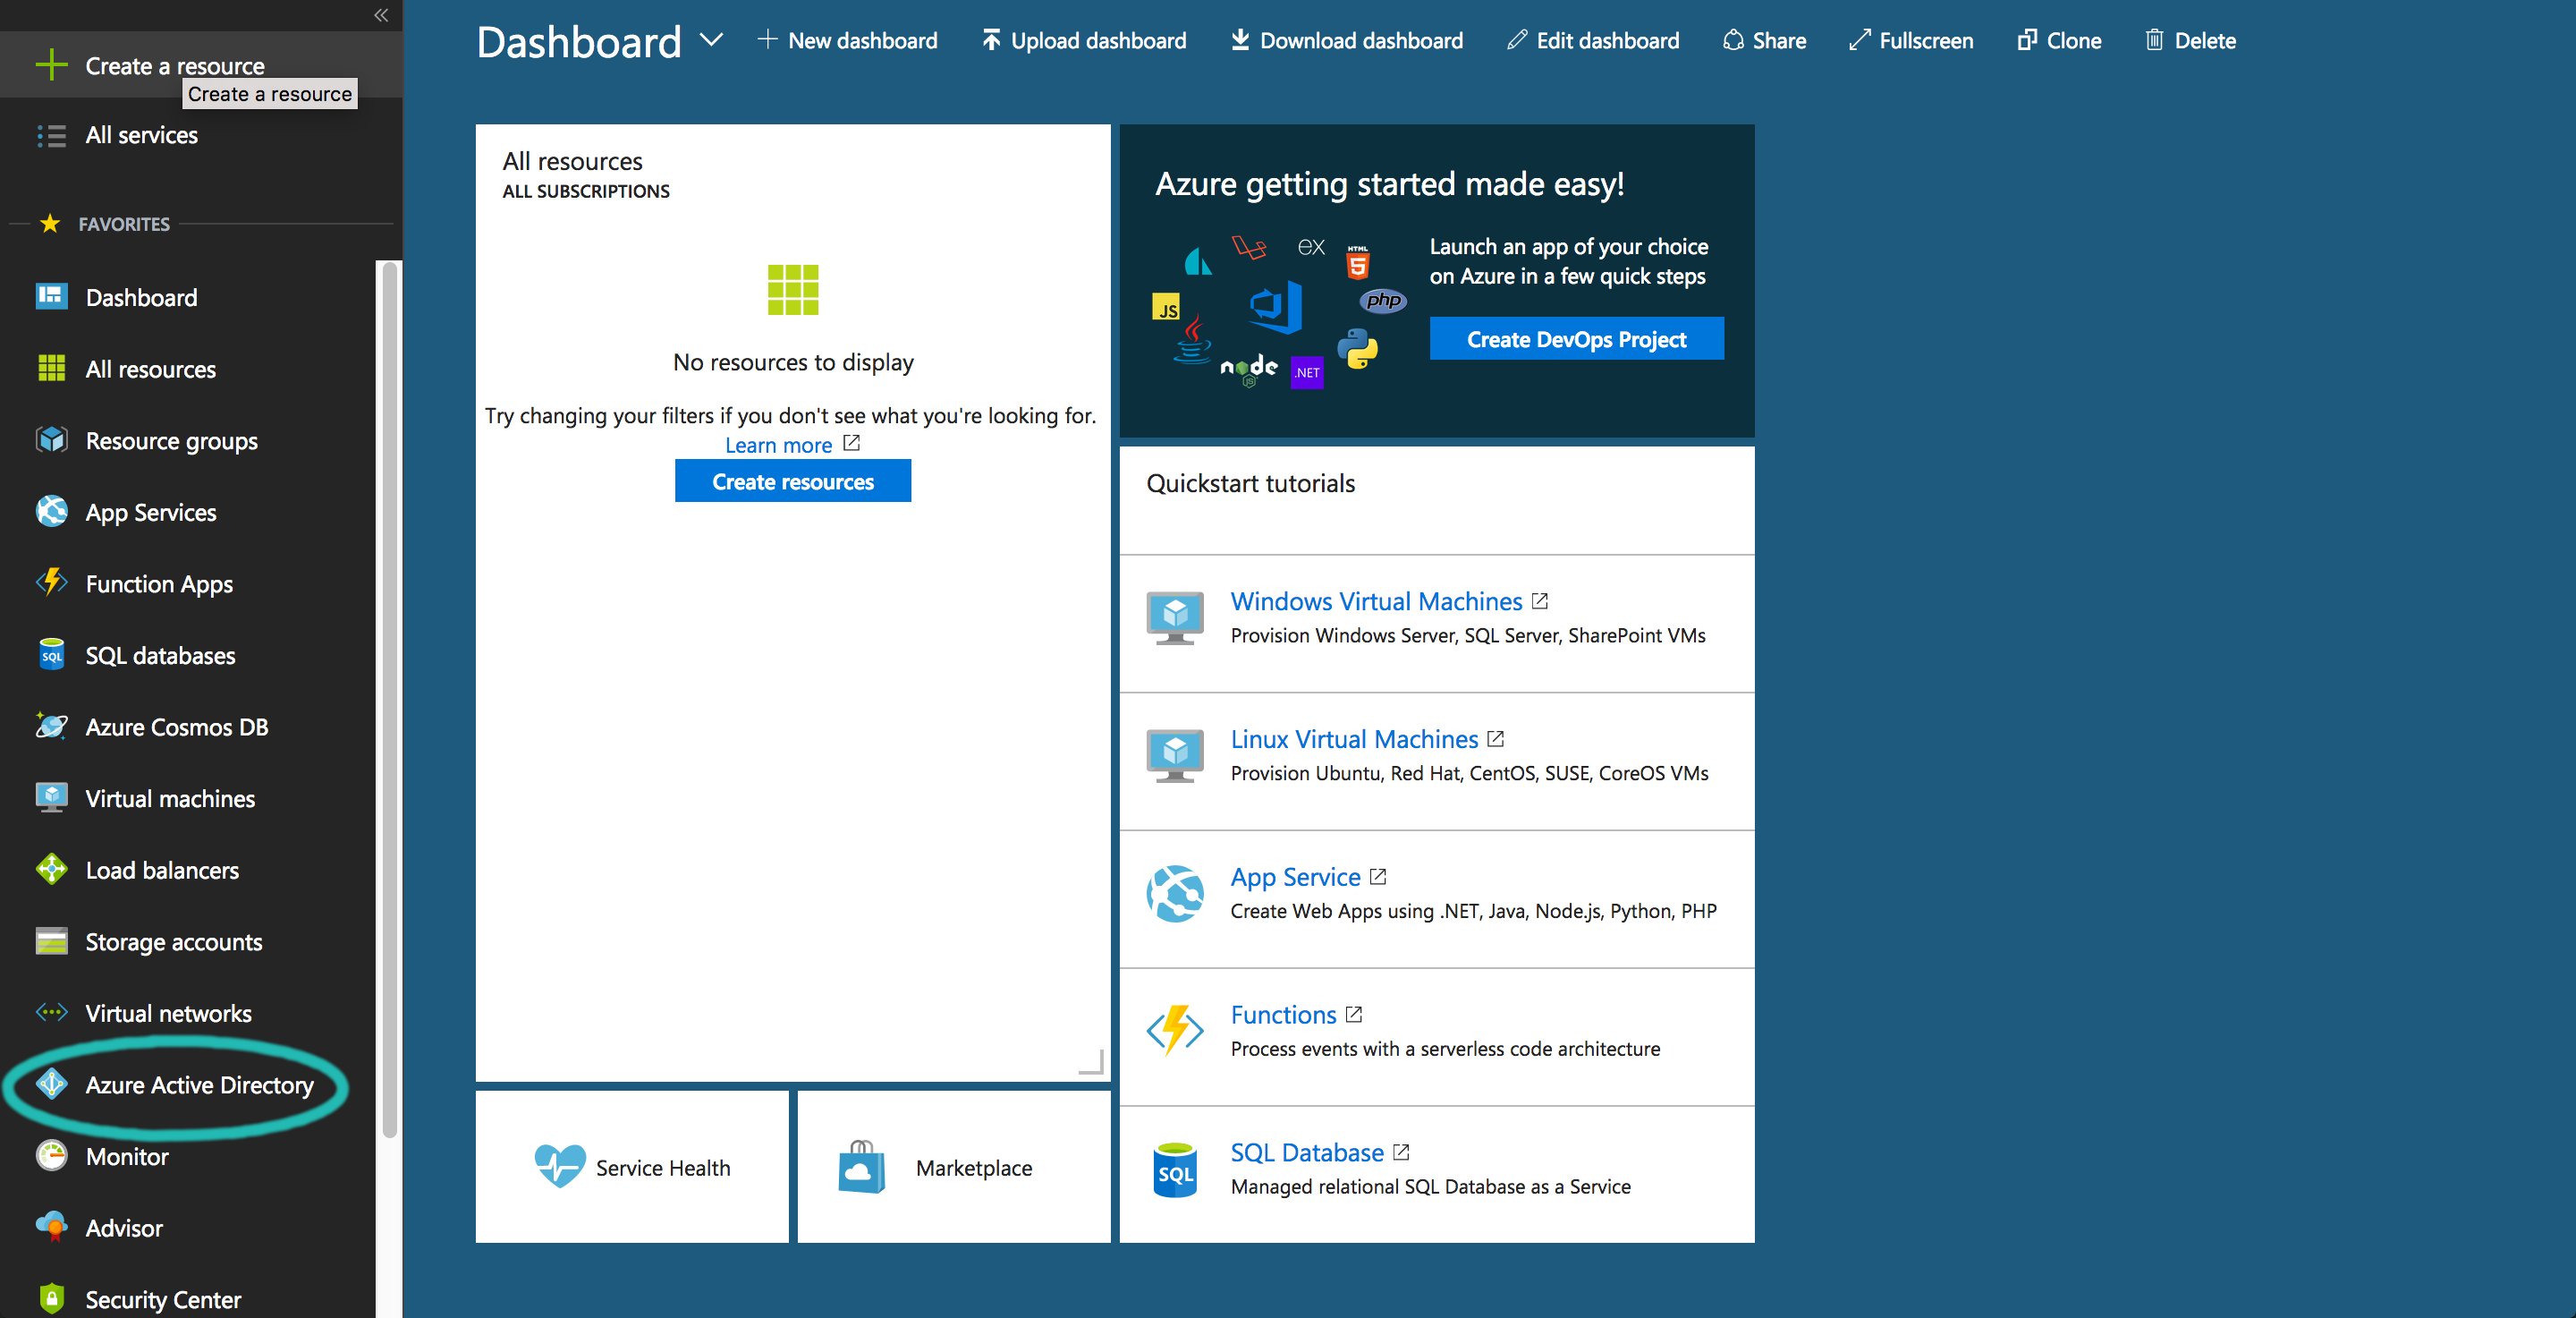 Create a resource
Create a resource
All services
FAVORITES
Dashboard
All resources
Resource groups
App Services
Function Apps
SQL databases
SQL
Azure Cosmos DB
Virtual machines
Load balancers
Storage accounts
Virtual networks
Azure Active Directory
Monitor
Advisor
Security Center
Dashboard
New dashboard
Upload dashboard
Download dashboard
Edit dashboard
Share
Fullscreen
Clone
Delete
All resources
ALL SUBSCRIPTIONS
No resources to display
Try changing your filters if you don't see what you're looking for.
Learn more
Create resources
Service Health
Marketplace
Azure getting started made easy!
ex
HTML
5
JS
php
node
JS
.NET
Launch an app of your choice
on Azure in a few quick steps
Create DevOps Project
Quickstart tutorials
Windows Virtual Machines
Provision Windows Server, SQL Server, SharePoint VMs
Linux Virtual Machines
Provision Ubuntu, Red Hat, CentOS, SUSE, CoreOS VMs
App Service
Create Web Apps using .NET, Java, Node.js, Python, PHP
Functions
Process events with a serverless code architecture
SQL
SQL Database
Managed relational SQL Database as a Service